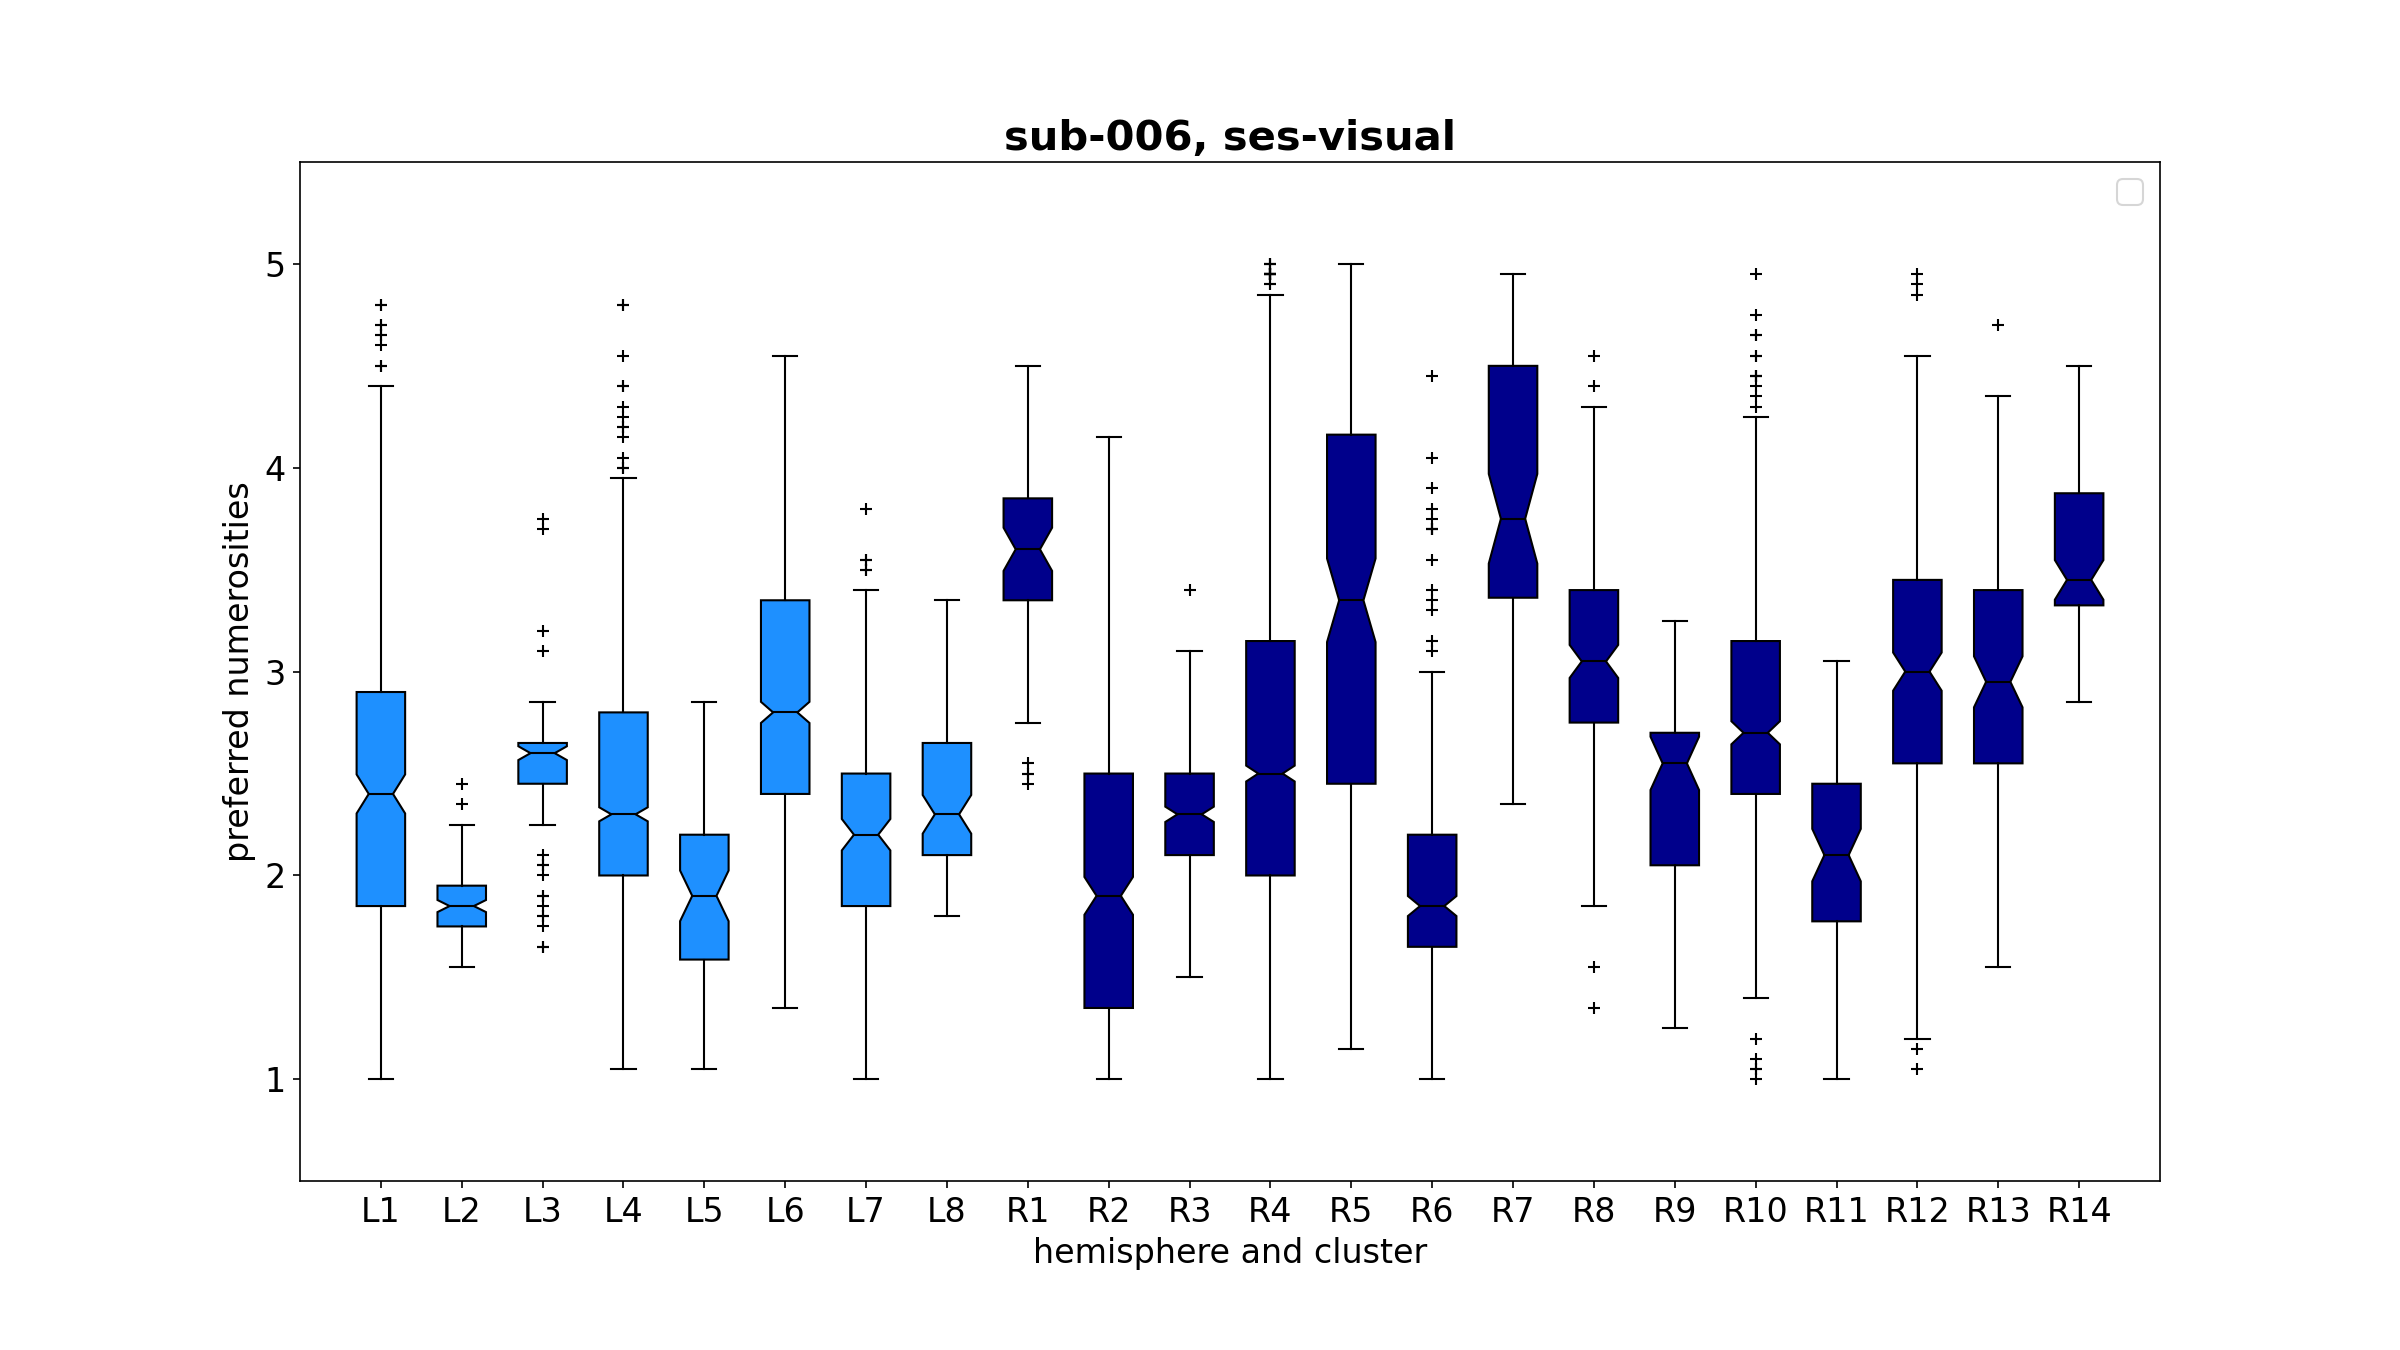 sub-006, ses-visual
5
4
3
2
1
preferred numerosities
L1 L2 L3 L4 L5 L6 L7 L8 R1 R2 R3 R4 R5 R6 R7 R8 R9 R10 R11 R12 R13 R14
hemisphere and cluster